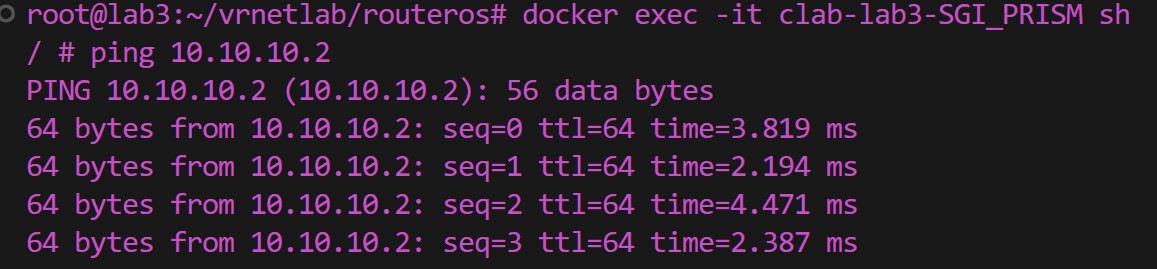 root@lab3:~/vrnetlab/routeros# docker exec -it clab-lab3-SGI_PRISM sh
/ # ping 10.10.10.2
PING 10.10.10.2 (10.10.10.2): 56 data bytes
64 bytes from 10.10.10.2: seq=0 ttl=64 time=3.819 ms
64 bytes from 10.10.10.2: seq=1 ttl=64 time=2.194 ms
64 bytes from 10.10.10.2: seq=2 ttl=64 time=4.471 ms
64 bytes from 10.10.10.2: seq=3 ttl=64 time=2.387 ms